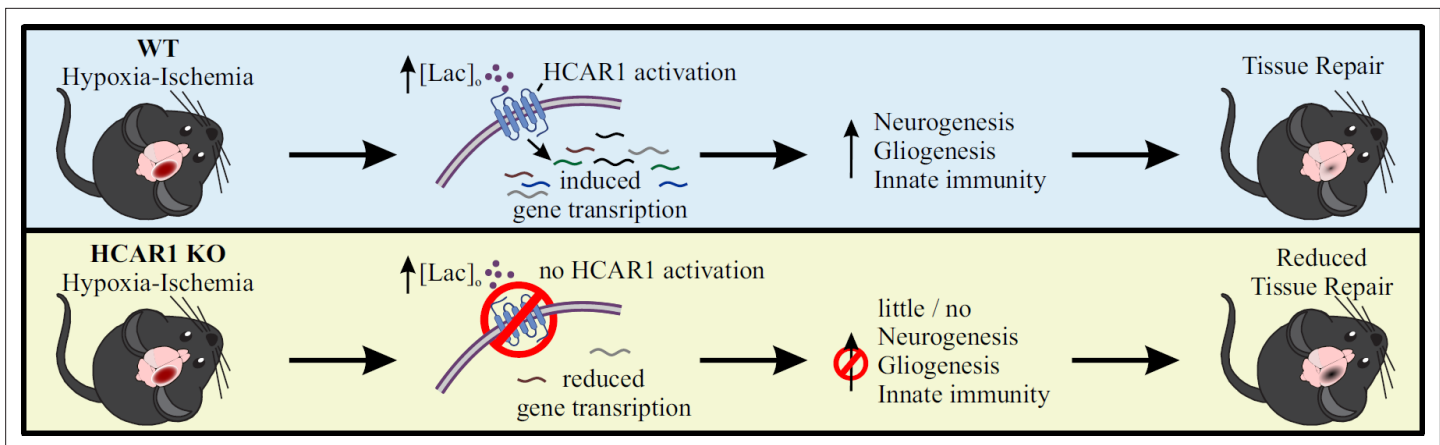 WT
Hypoxia-Ischemia
[Lac]o
HCAR1 activation
induced
gene transription
Neurogenesis
Gliogenesis
Innate immunity
Tissue Repair
HCAR1 KO
Hypoxia-Ischemia
[Lac]o
no HCAR1 activation
reduced
gene transription
little / no
Neurogenesis
Gliogenesis
Innate immunity
Reduced
Tissue Repair